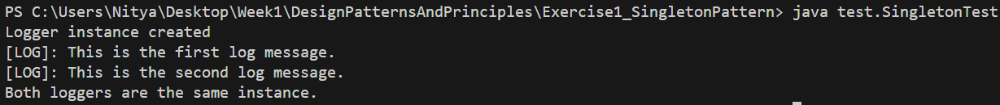 PS C:\Users\Nitya\Desktop\Week1\DesignPatternsAndPrinciples\Exercise1_SingletonPattern> java test.SingletonTest
Logger instance created
[LOG]: This is the first log message.
[LOG]: This is the second log message.
Both loggers are the same instance.